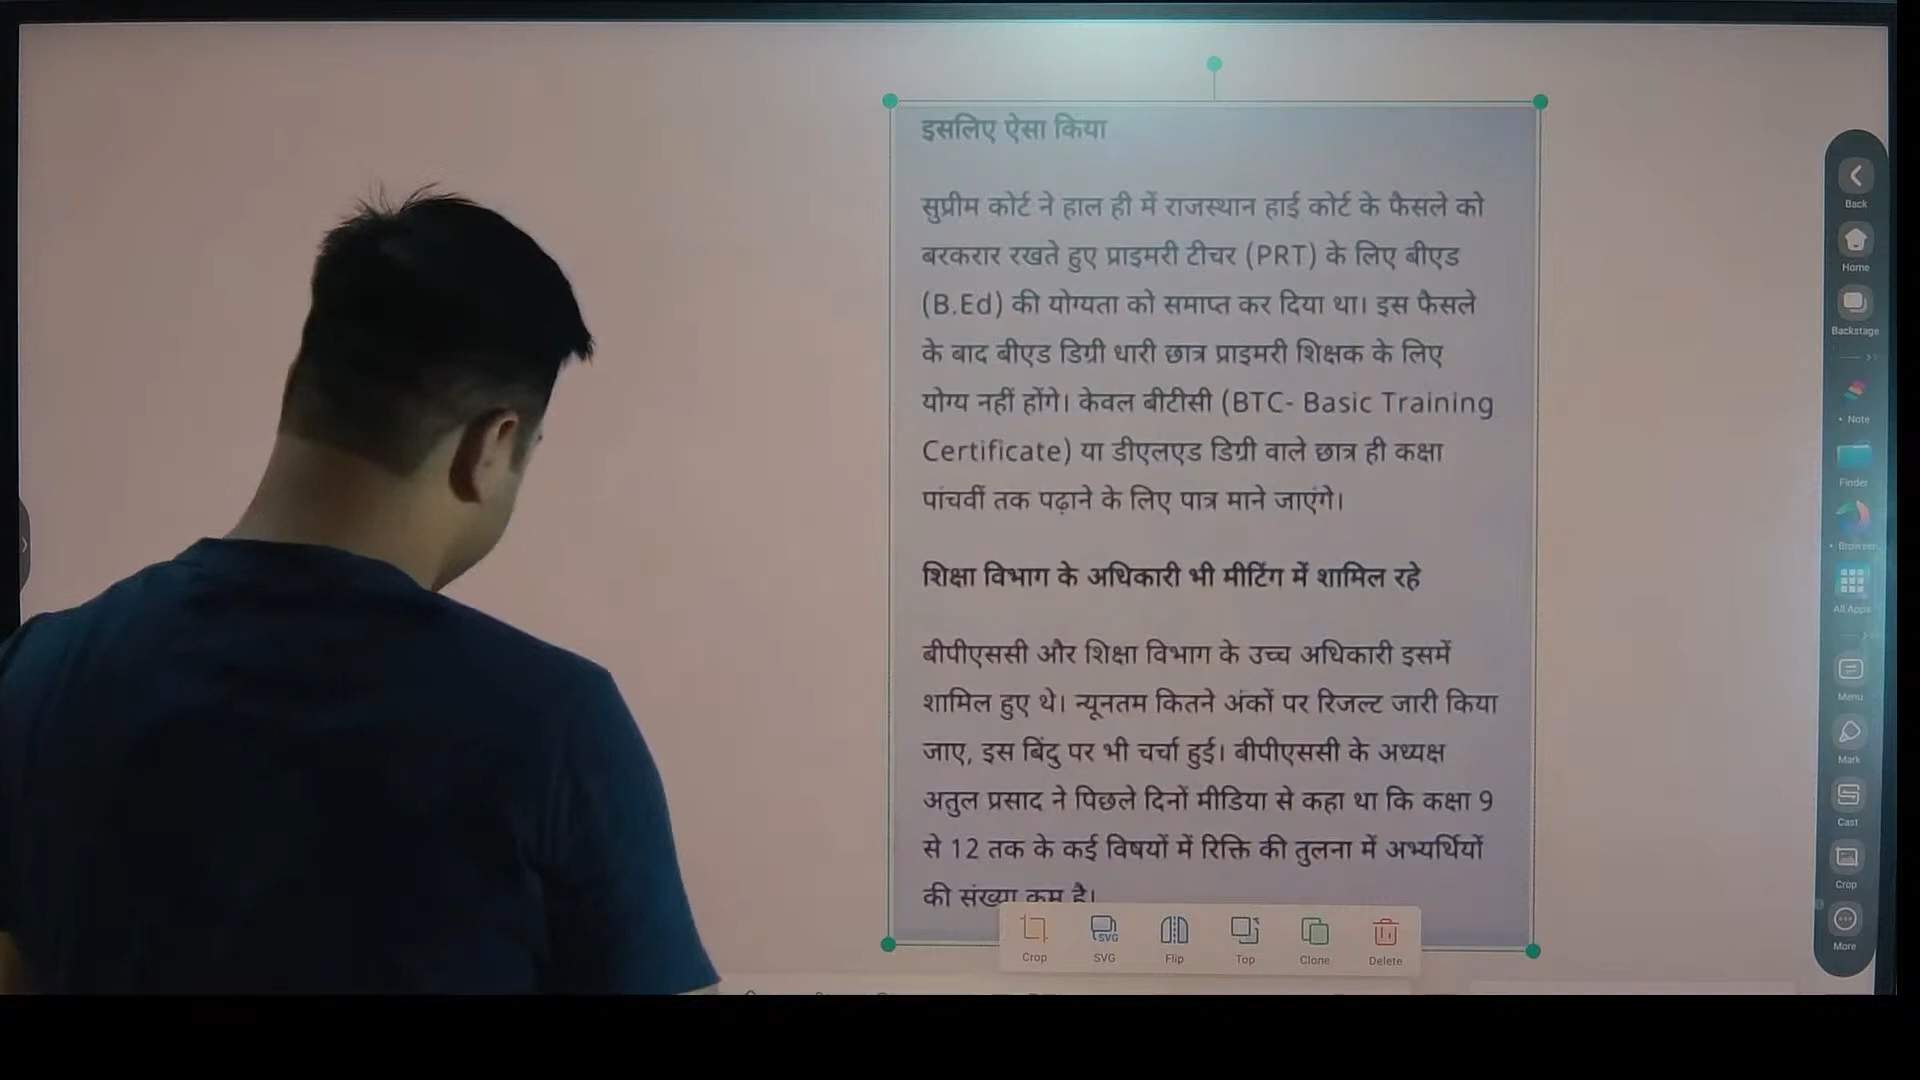 इसलिए ऐसा किया
सुप्रीम कोर्ट ने हाल ही में राजस्थान हाई कोर्ट के फैसले को
बरकरार रखते हुए प्राइमरी टीचर (PRT) के लिए बीएड
(B.Ed) की योग्यता को समाप्त कर दिया था। इस फैसले
के बाद बीएड डिग्री धारी छात्र प्राइमरी शिक्षक के लिए
योग्य नहीं होंगे। केवल बीटीसी (BTC- Basic Training
Certificate) या डीएलएड डिग्री वाले छात्र ही कक्षा
पांचवीं तक पढ़ाने के लिए पात्र माने जाएंगे।
शिक्षा विभाग के अधिकारी भी मीटिंग में शामिल रहे
बीपीएससी और शिक्षा विभाग के उच्च अधिकारी इसमें
शामिल हुए थे। न्यूनतम कितने अंकों पर रिजल्ट जारी किया
जाए, इस बिंदु पर भी चर्चा हुई। बीपीएससी के अध्यक्ष
अतुल प्रसाद ने पिछले दिनों मीडिया से कहा था कि कक्षा 9
से 12 तक के कई विषयों में रिक्ति की तुलना में अभ्यर्थियों
की संख्या कम है।
Crop SVG Flip Top Clone Delete
Back
Home
Backstage
Note
Finder
Browser
All Apps
Menu
Mark
Cast
Crop
More